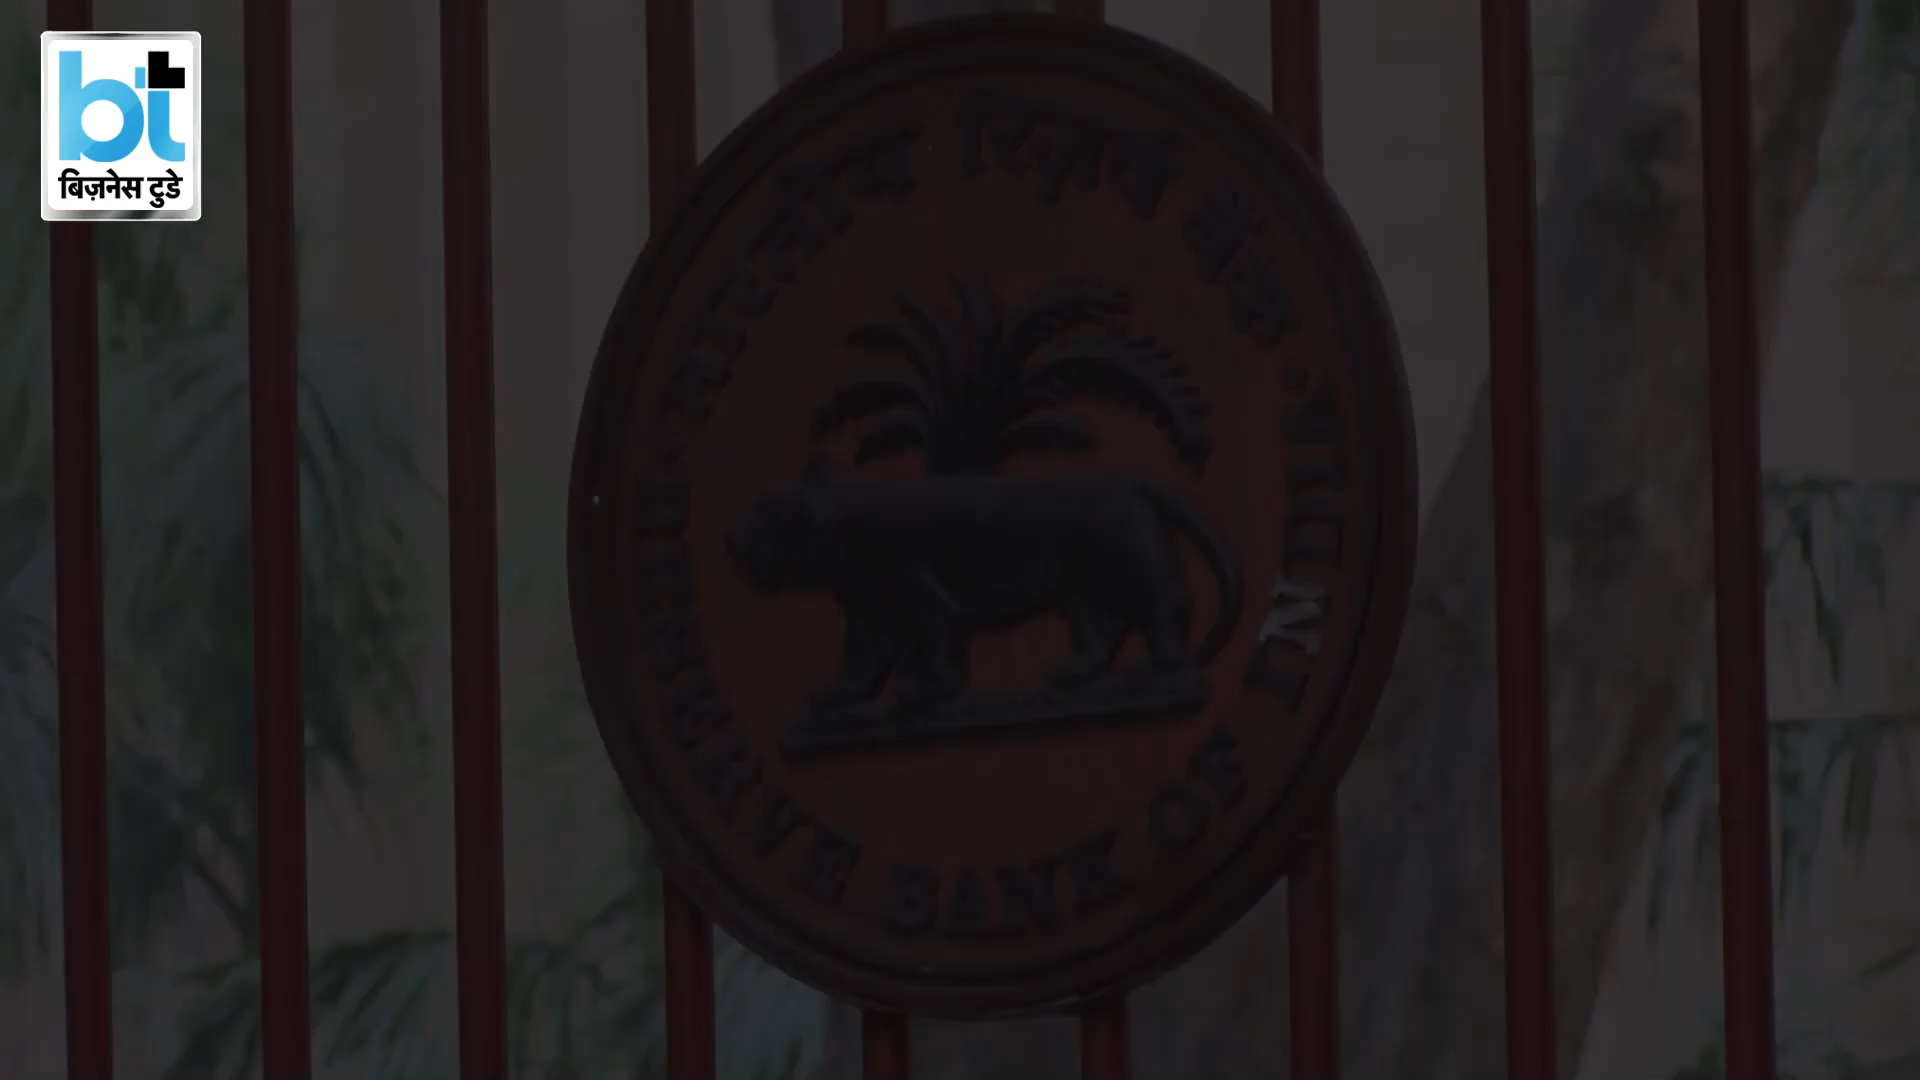 bt
बिज़नेस टुडे
भारतीय रिज़र्व बैंक
RESERVE BANK OF INDIA